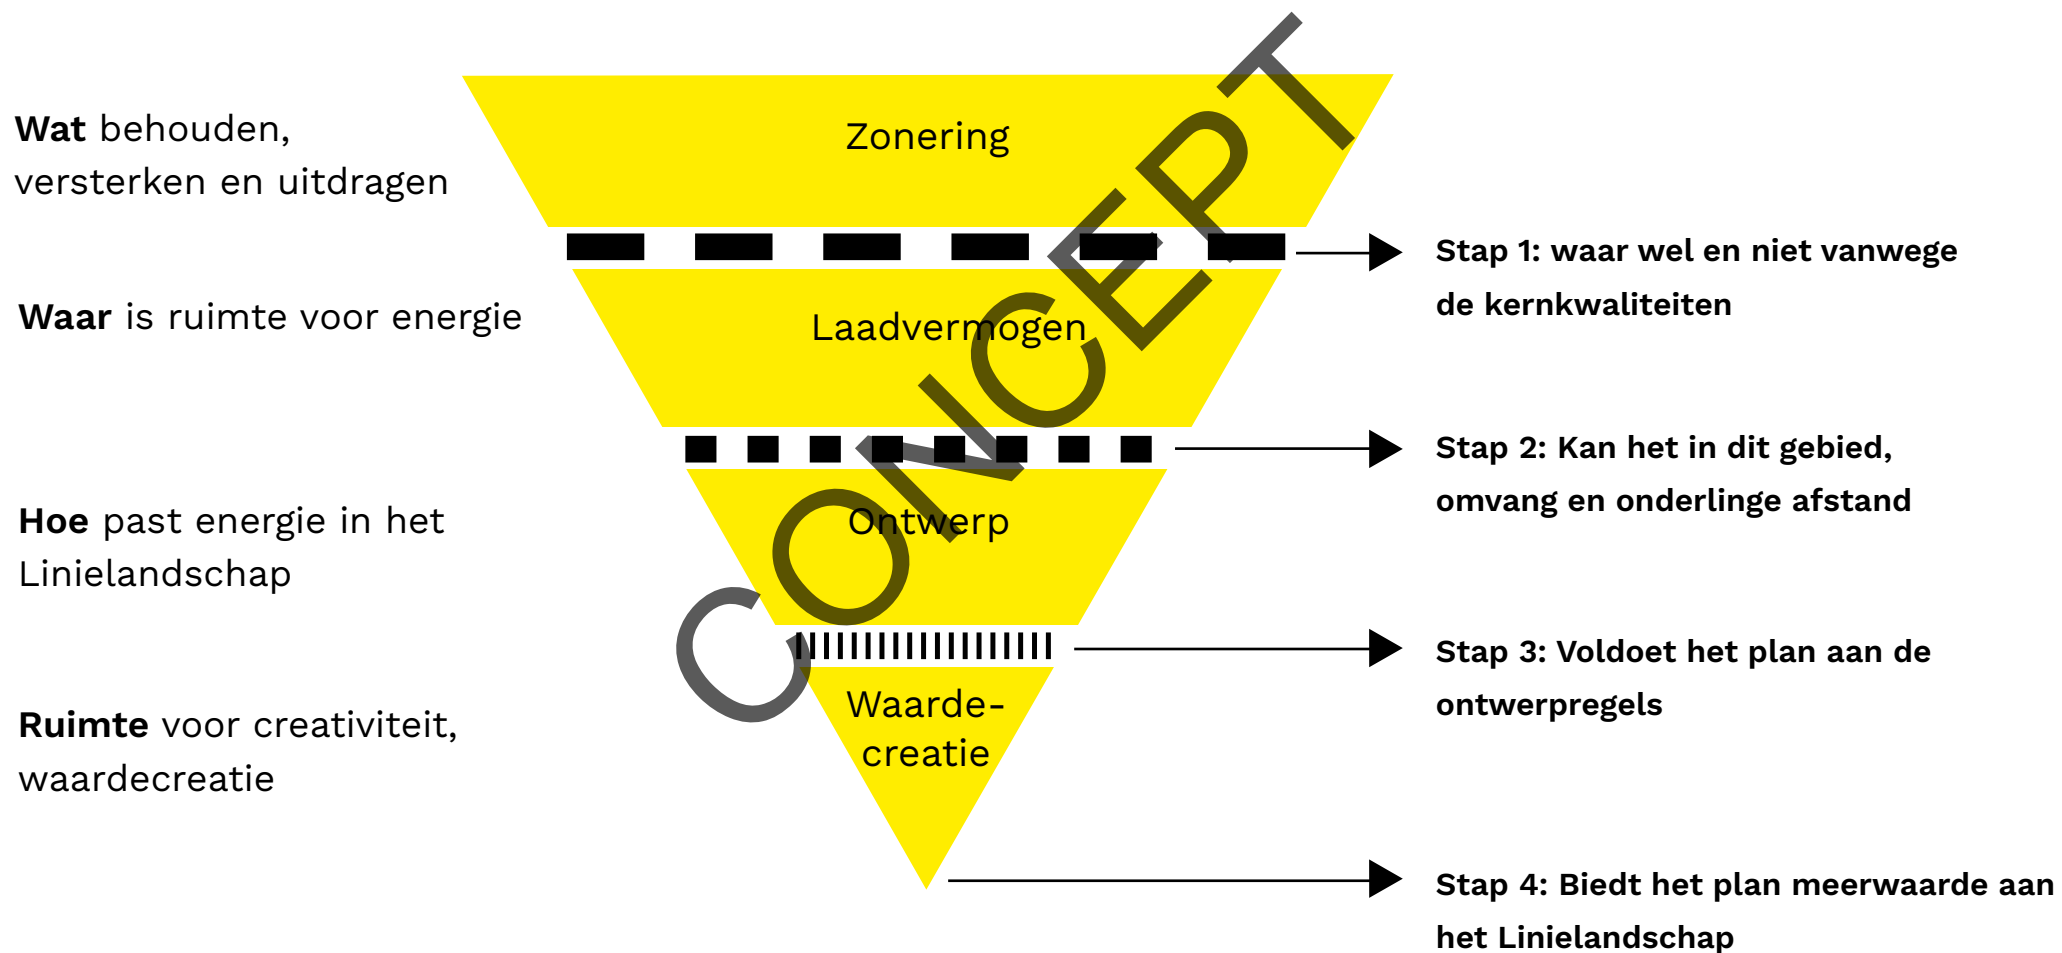 Wat behouden,
versterken en uitdragen
Zonering
Stap 1: waar wel en niet vanwege
de kernkwaliteiten
Waar is ruimte voor energie
Laadvermogen
Stap 2: Kan het in dit gebied,
omvang en onderlinge afstand
Hoe past energie in het
Linielandschap
Ontwerp
Stap 3: Voldoet het plan aan de
ontwerpregels
Ruimte voor creativiteit,
waardecreatie
Waarde-
creatie
Stap 4: Biedt het plan meerwaarde aan
het Linielandschap
CONCEPT